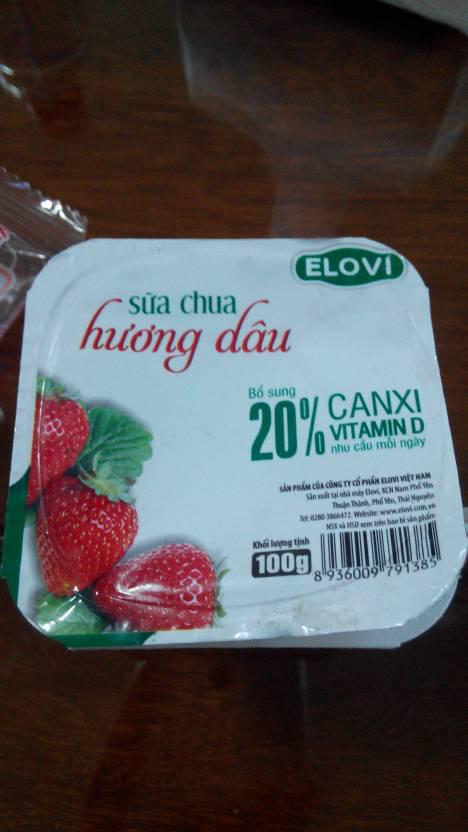 ELOVI
sữa chua
hương dâu
Bổ sung
20% CANXI
VITAMIN D
nhu cầu mỗi ngày
SẢN PHẨM CỦA CÔNG TY CỔ PHẦN ELOVI VIỆT NAM
Sản xuất tại nhà máy Elovi, KCN Nam Phổ Yên
Thuận Thành, Phổ Yên, Thái Nguyên
Tel: 0280 3866472. Website: www.elovi.com.vn
NSX và HSD xem trên bao bì sản phẩm
Khối lượng tịnh
100g
8 936009 791385